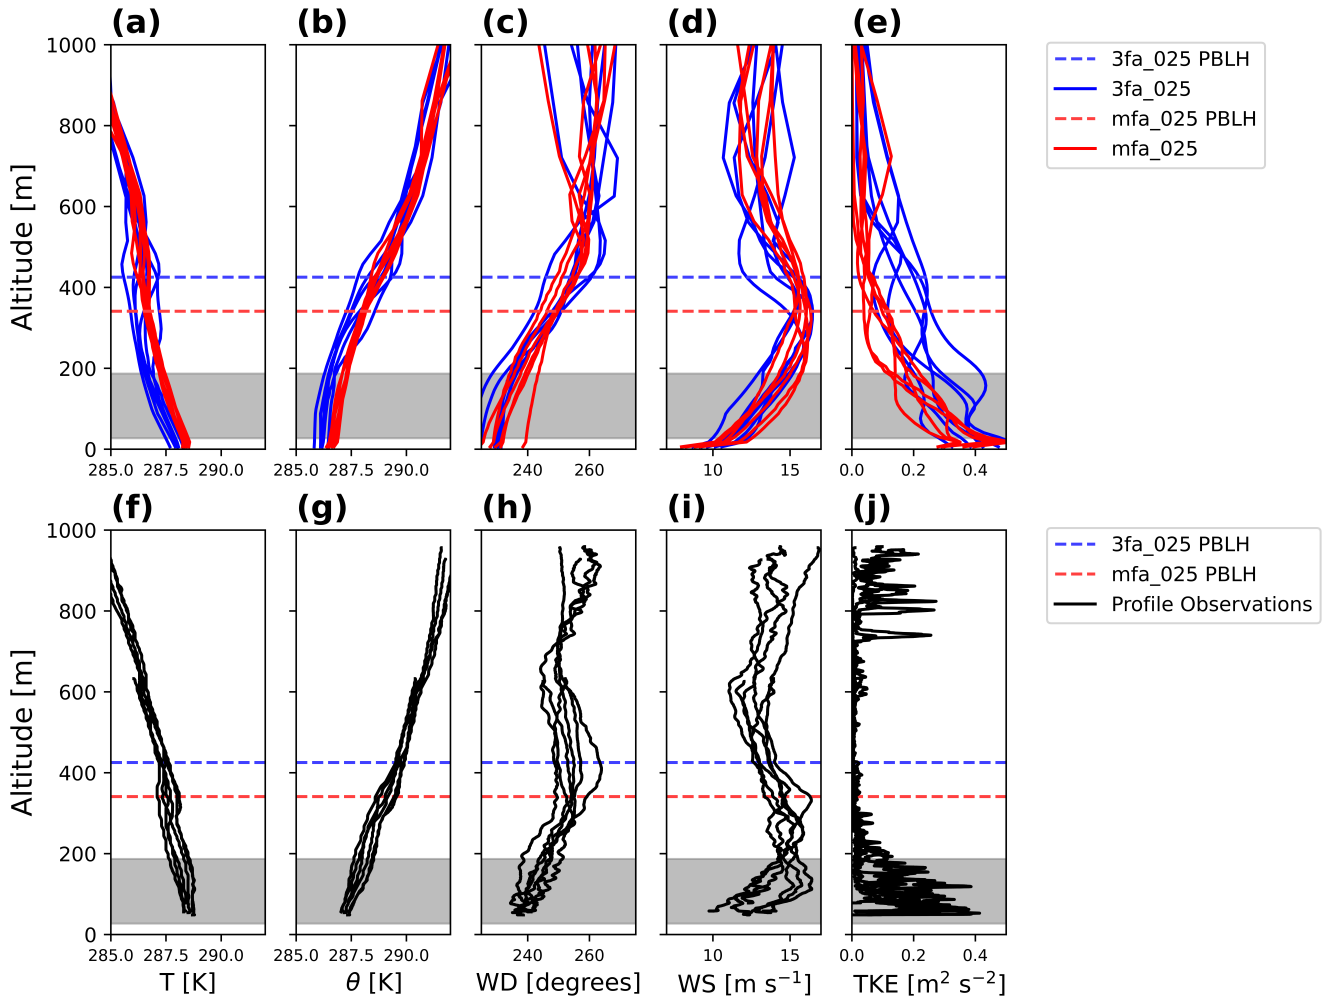 (a) (b) (c) (d) (e)
1000
800
600
400
200
0
Altitude [m]
285.0 287.5 290.0
285.0 287.5 290.0
240 260
10 15
0.0 0.2 0.4
3fa_025 PBLH
3fa_025
mfa_025 PBLH
mfa_025
(f) (g) (h) (i) (j)
1000
800
600
400
200
0
Altitude [m]
285.0 287.5 290.0
285.0 287.5 290.0
240 260
10 15
0.0 0.2 0.4
T [K]
θ [K]
WD [degrees]
WS [m s⁻¹]
TKE [m² s⁻²]
3fa_025 PBLH
mfa_025 PBLH
Profile Observations